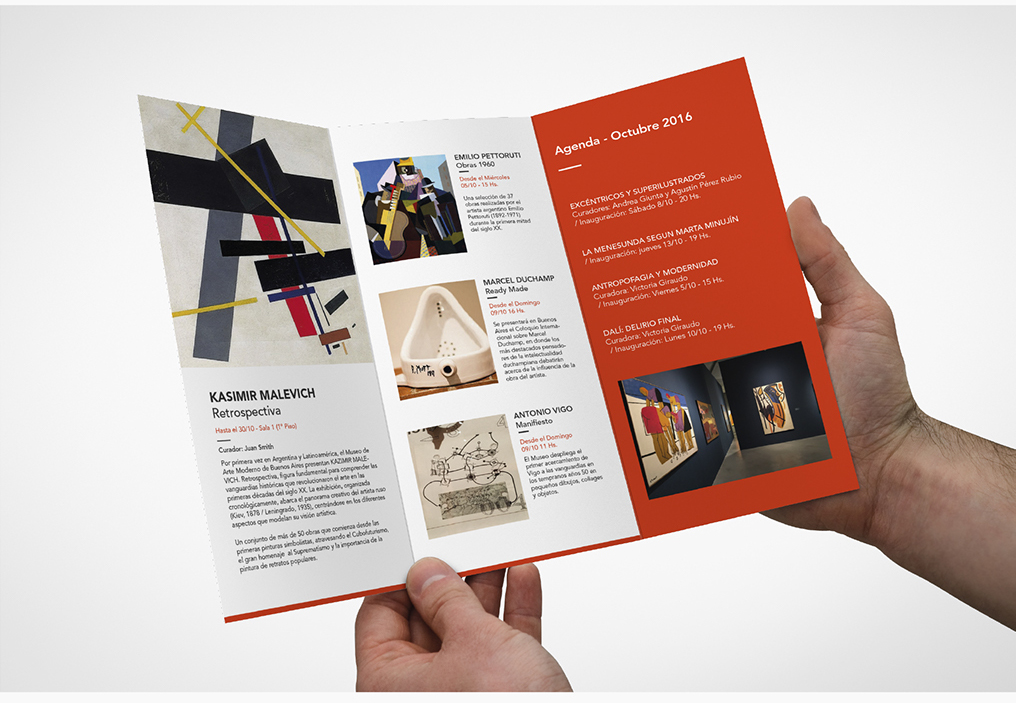 KASIMIR MALEVICH
Retrospectiva
Hasta el 30/10 - Sala 1 (1º Piso)
Curador: Juan Smith
Por primera vez en Argentina y Latinoamérica, el Museo de
Arte Moderno de Buenos Aires presentan KAZIMIR MALE-
VICH. Retrospectiva, figura fundamental para comprender las
vanguardias históricas que revolucionaron el arte en las
primeras décadas del siglo XX. La exhibición, organizada
cronológicamente, abarca el panorama creativo del artista ruso
(Kiev, 1878 / Leningrado, 1935), centrándose en los diferentes
aspectos que modelan su visión artística.
Un conjunto de más de 50 obras que comienza desde las
primeras pinturas simbolistas, atravesando el Cubofuturismo,
el gran homenaje al Suprematismo y la importancia de la
pintura de retratos populares.
EMILIO PETTORUTI
Obras 1960
Desde el Miércoles
05/10 - 15 Hs.
Una selección de 37
obras realizadas por el
artista argentino Emilio
Pettoruti (1892-1971)
durante la primera mitad
del siglo XX.
MARCEL DUCHAMP
Ready Made
Desde el Domingo
09/10 16 Hs.
Se presentará en Buenos
Aires el Coloquio Interna-
cional sobre Marcel
Duchamp, en donde los
más destacados pensado-
res de la intelectualidad
duchampiana debatirán
acerca de la influencia de la
obra del artista.
R.MUTT
ANTONIO VIGO
Manifiesto
Desde el Domingo
09/10 11 Hs.
El Museo despliega el
primer acercamiento de
Vigo a las vanguardias en
los tempranos años 50 en
pequeños dibujos, collages
y objetos.
Agenda - Octubre 2016
EXCÉNTRICOS Y SUPERILUSTRADOS
Curadores: Andrea Giunta y Agustín Pérez Rubio
/ Inauguración: Sábado 8/10 - 20 Hs.
LA MENESUNDA SEGUN MARTA MINUJÍN
/ Inauguración: jueves 13/10 - 19 Hs.
ANTROPOFAGIA Y MODERNIDAD
Curadora: Victoria Giraudo
/ Inauguración: Viernes 5/10 - 15 Hs.
DALÍ: DELIRIO FINAL
Curadora: Victoria Giraudo
/ Inauguración: Lunes 10/10 - 19 Hs.